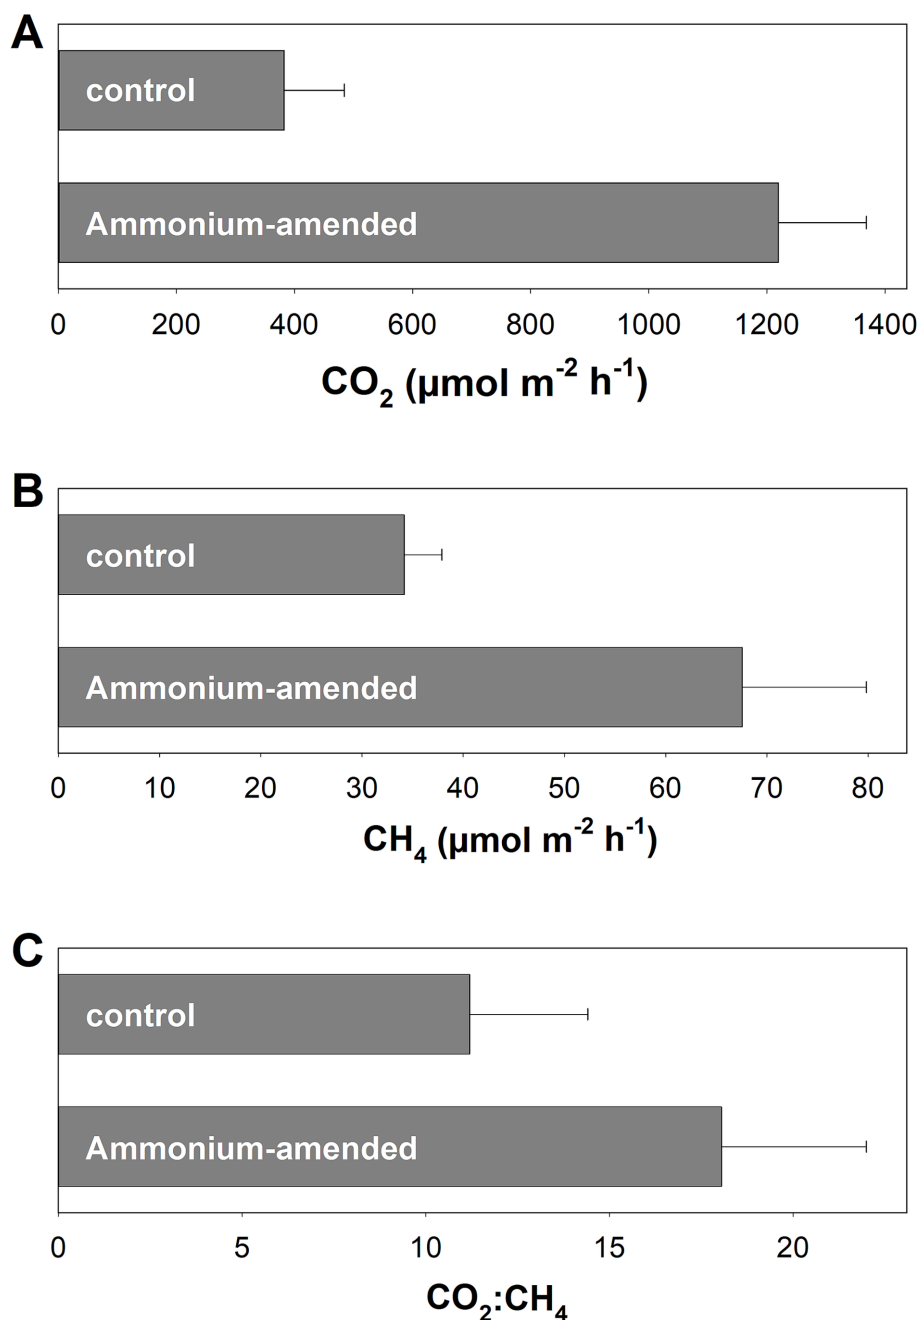 A
control
Ammonium-amended
0 200 400 600 800 1000 1200 1400
CO₂ (µmol m⁻² h⁻¹)
B
control
Ammonium-amended
0 10 20 30 40 50 60 70 80
CH₄ (µmol m⁻² h⁻¹)
C
control
Ammonium-amended
0 5 10 15 20
CO₂:CH₄